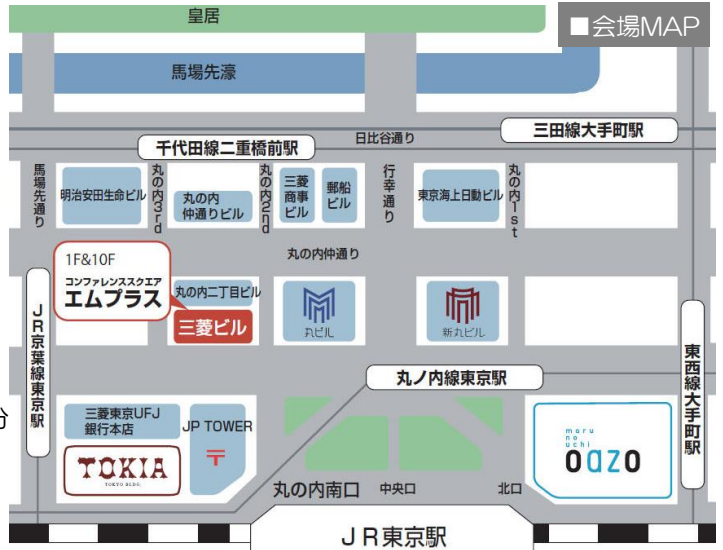 皇居
■会場MAP
馬場先濠
三田線大手町駅
日比谷通り
千代田線二重橋前駅
馬場先通り
明治安田生命ビル
丸の内3rd
丸の内
仲通りビル
丸の内2nd
三菱
商事
ビル
郵船
ビル
行幸通り
東京海上日動ビル
丸の内1st
丸の内仲通り
1F&10F
コンファレンススクエア
エムプラス
丸の内二丁目ビル
三菱ビル
丸ビル
新丸ビル
JR京葉線東京駅
東西線大手町駅
丸ノ内線東京駅
分
三菱東京UFJ
銀行本店
JP TOWER
〒
TOKIA
TOKYO BLDG.
maru
no
uchi
oazo
丸の内南口
中央口
北口
JR東京駅